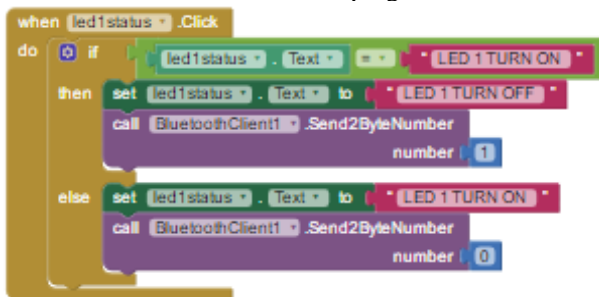 when led1status .Click
do if led1status . Text = " LED 1 TURN ON "
then set led1status . Text to " LED 1 TURN OFF "
call BluetoothClient1 .Send2ByteNumber
number 1
else set led1status . Text to " LED 1 TURN ON "
call BluetoothClient1 .Send2ByteNumber
number 0